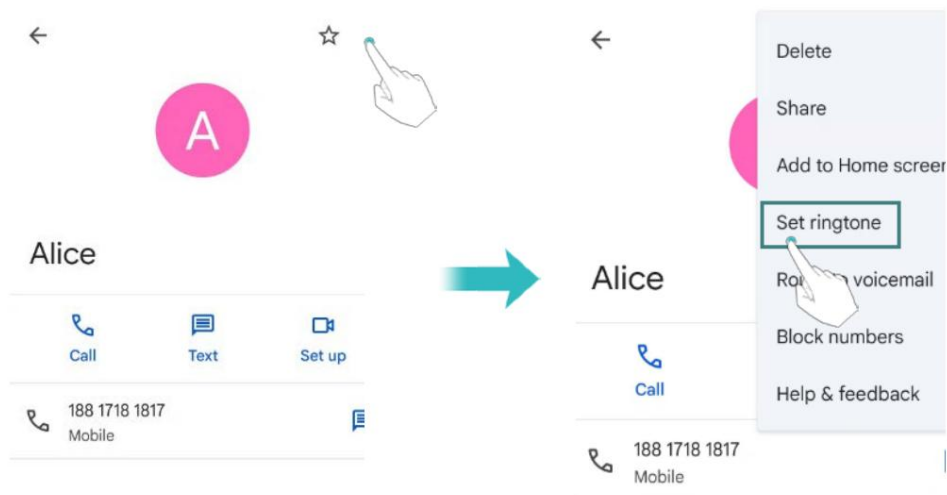 A
Alice
Call
Text
Set up
188 1718 1817
Mobile
Alice
Call
188 1718 1817
Mobile
Delete
Share
Add to Home screen
Set ringtone
voicemail
Block numbers
Help & feedback